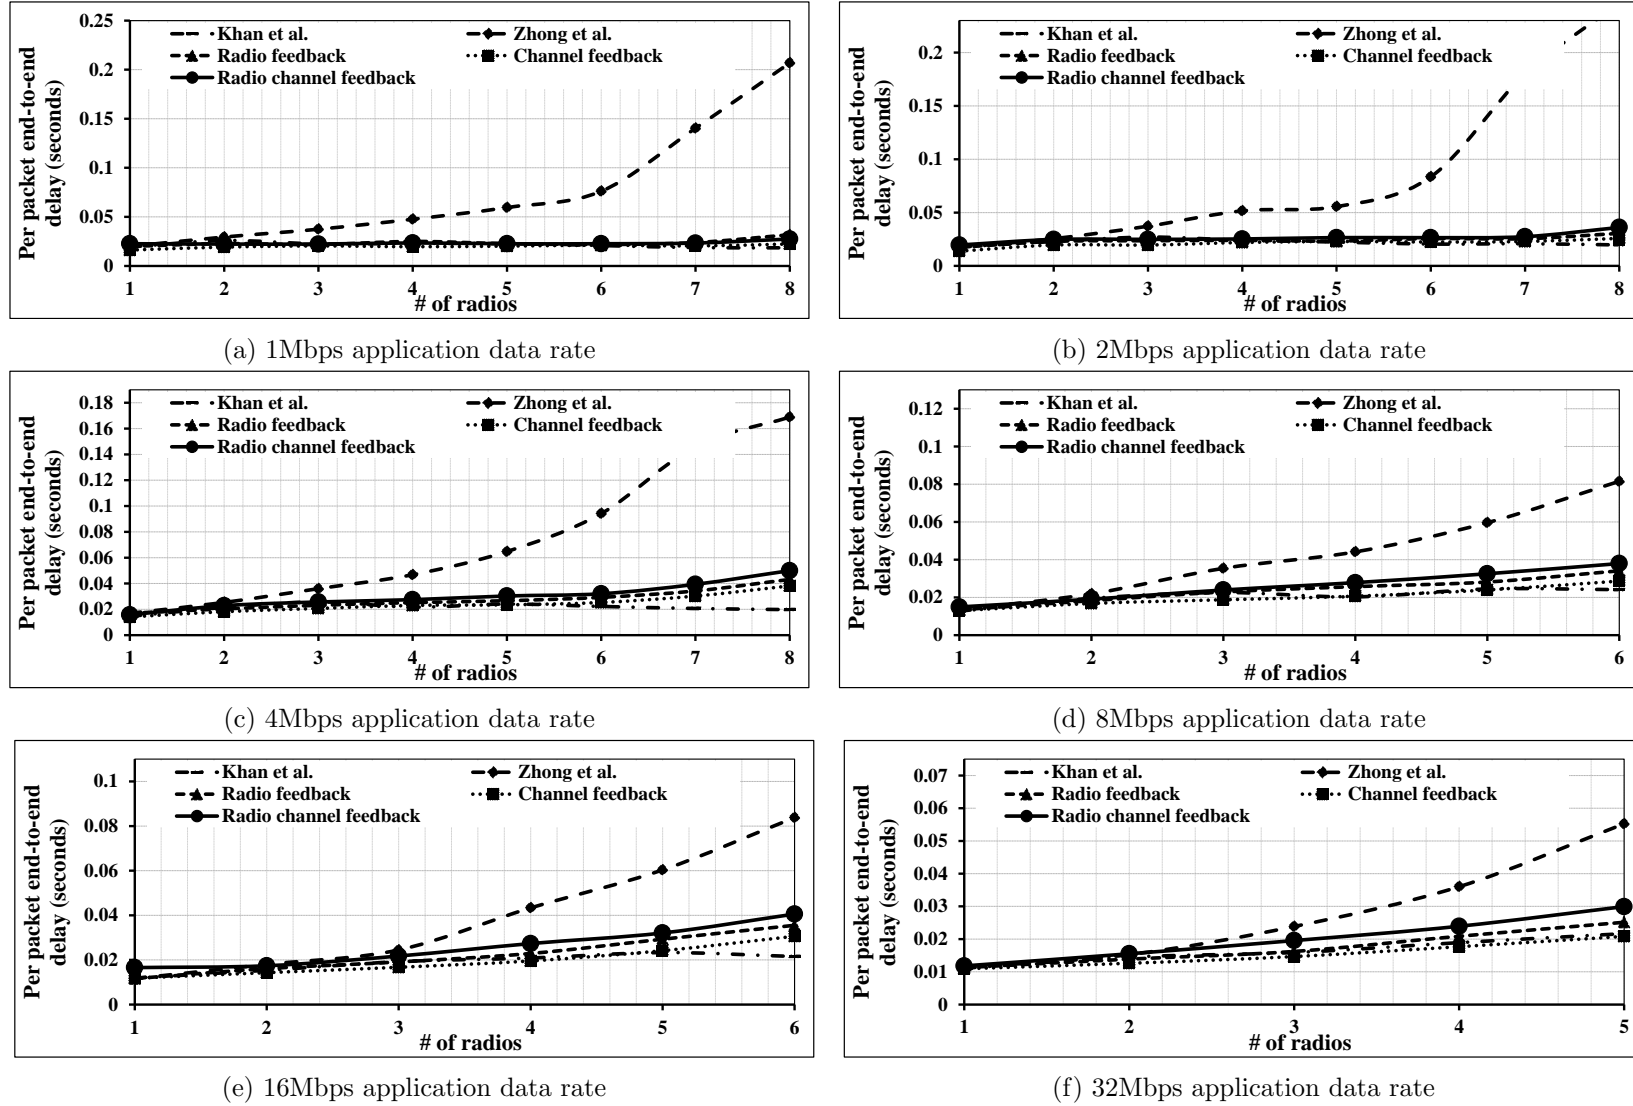 Per packet end-to-end
delay (seconds)
0.25
0.2
0.15
0.1
0.05
0
Khan et al.
Zhong et al.
Radio feedback
Channel feedback
Radio channel feedback
1 2 3 4 5 6 7 8
# of radios
(a) 1Mbps application data rate
Per packet end-to-end
delay (seconds)
0.2
0.15
0.1
0.05
0
Khan et al.
Zhong et al.
Radio feedback
Channel feedback
Radio channel feedback
1 2 3 4 5 6 7 8
# of radios
(b) 2Mbps application data rate
Per packet end-to-end
delay (seconds)
0.18
0.16
0.14
0.12
0.1
0.08
0.06
0.04
0.02
0
Khan et al.
Zhong et al.
Radio feedback
Channel feedback
Radio channel feedback
1 2 3 4 5 6 7 8
# of radios
(c) 4Mbps application data rate
Per packet end-to-end
delay (seconds)
0.12
0.1
0.08
0.06
0.04
0.02
0
Khan et al.
Zhong et al.
Radio feedback
Channel feedback
Radio channel feedback
1 2 3 4 5 6
# of radios
(d) 8Mbps application data rate
Per packet end-to-end
delay (seconds)
0.1
0.08
0.06
0.04
0.02
0
Khan et al.
Zhong et al.
Radio feedback
Channel feedback
Radio channel feedback
1 2 3 4 5 6
# of radios
(e) 16Mbps application data rate
Per packet end-to-end
delay (seconds)
0.07
0.06
0.05
0.04
0.03
0.02
0.01
0
Khan et al.
Zhong et al.
Radio feedback
Channel feedback
Radio channel feedback
1 2 3 4 5
# of radios
(f) 32Mbps application data rate